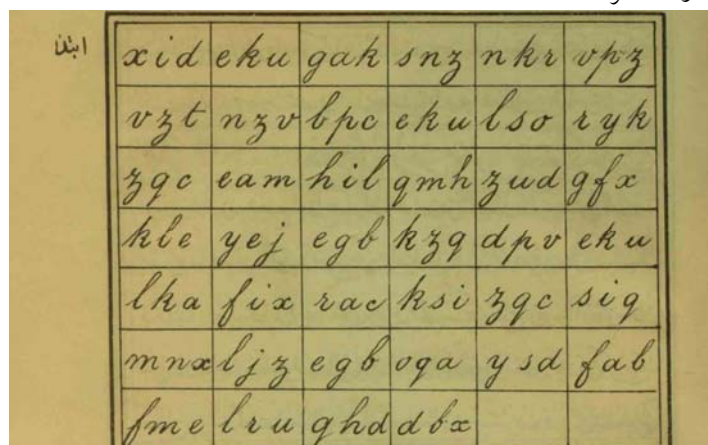 ابتدا
xid eku gak snz nkr vpz
vzt nzv bpc eku lso ryk
zqc eam hil qmh zud gfx
kle yej egb kzq dpv eku
lka fix rac ksi zqc siq
mnx ljz egb oqa ysd fab
fme lru ghd dbx